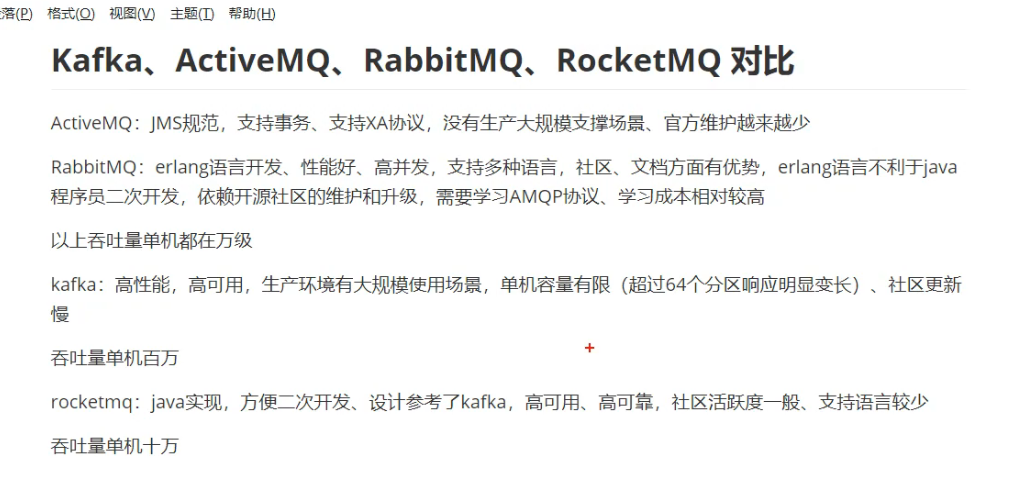 落(P) 格式(O) 视图(V) 主题(T) 帮助(H)
Kafka、ActiveMQ、RabbitMQ、RocketMQ 对比
ActiveMQ：JMS规范，支持事务、支持XA协议，没有生产大规模支撑场景、官方维护越来越少
RabbitMQ：erlang语言开发、性能好、高并发，支持多种语言，社区、文档方面有优势，erlang语言不利于java
程序员二次开发，依赖开源社区的维护和升级，需要学习AMQP协议、学习成本相对较高
以上吞吐量单机都在万级
kafka：高性能，高可用，生产环境有大规模使用场景，单机容量有限（超过64个分区响应明显变长）、社区更新
慢
吞吐量单机百万
rocketmq：java实现，方便二次开发、设计参考了kafka，高可用、高可靠，社区活跃度一般、支持语言较少
吞吐量单机十万